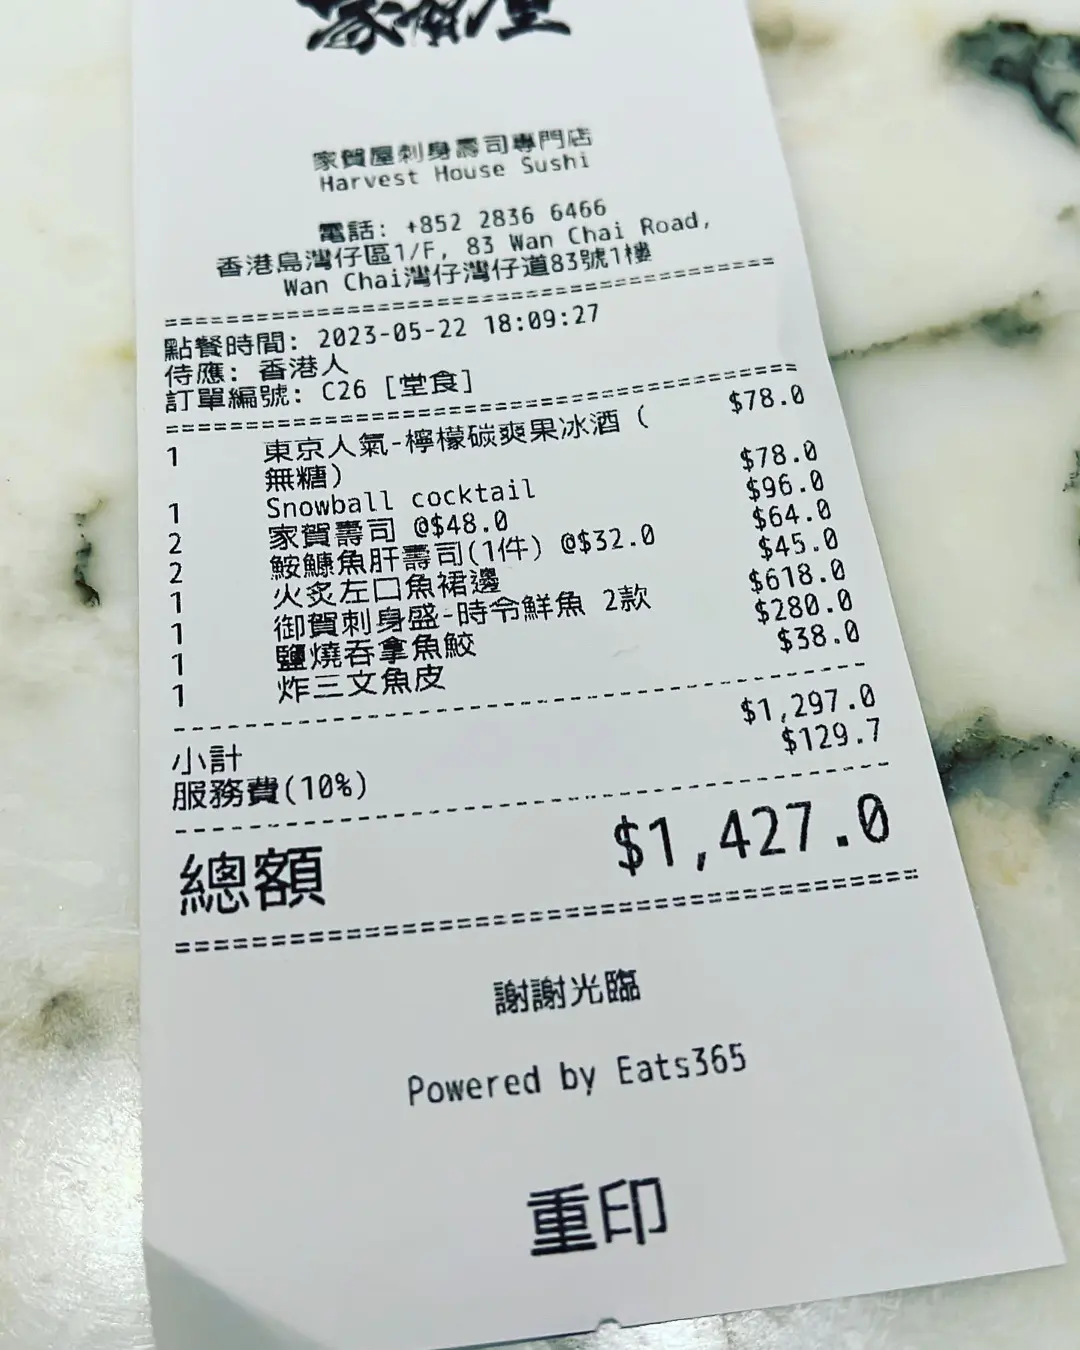 家賀屋刺身壽司專門店
Harvest House Sushi
電話: +852 2836 6466
香港島灣仔區1/F, 83 Wan Chai Road,
Wan Chai灣仔灣仔道83號1樓
點餐時間: 2023-05-22 18:09:27
侍應: 香港人
訂單編號: C26 [堂食]
1 東京人氣-檸檬碳爽果冰酒 ( $78.0
無糖)
1 Snowball cocktail $78.0
2 家賀壽司 @$48.0 $96.0
2 鮟鱇魚肝壽司(1件) @$32.0 $64.0
1 火炙左口魚裙邊 $45.0
1 御賀刺身盛-時令鮮魚 2款 $618.0
1 鹽燒吞拿魚鮫 $280.0
1 炸三文魚皮 $38.0
小計 $1,297.0
服務費(10%) $129.7
總額 $1,427.0
謝謝光臨
Powered by Eats365
重印